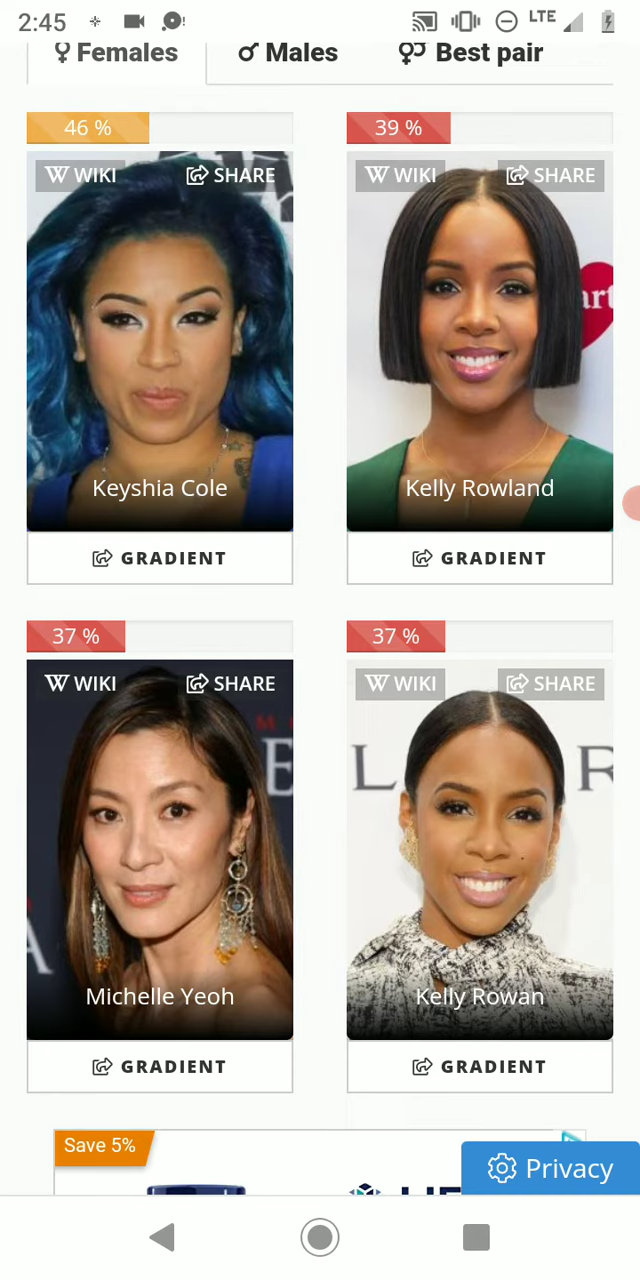 2:45
LTE
Females
Males
Best pair
46 %
39 %
WIKI
SHARE
WIKI
SHARE
art
Keyshia Cole
Kelly Rowland
GRADIENT
GRADIENT
37 %
37 %
WIKI
SHARE
WIKI
SHARE
M
E
L
R
A
Michelle Yeoh
Kelly Rowan
GRADIENT
GRADIENT
Save 5%
Privacy